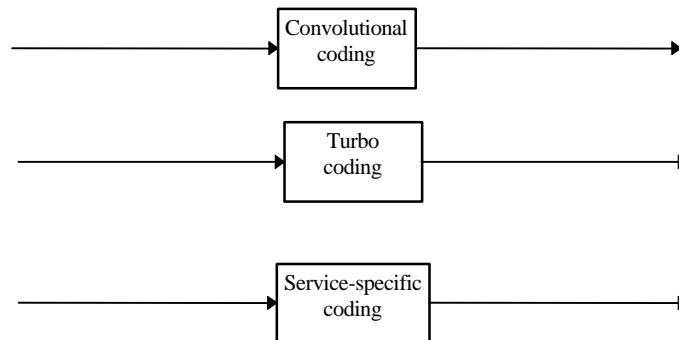 Convolutional
coding
Turbo
coding
Service-specific
coding